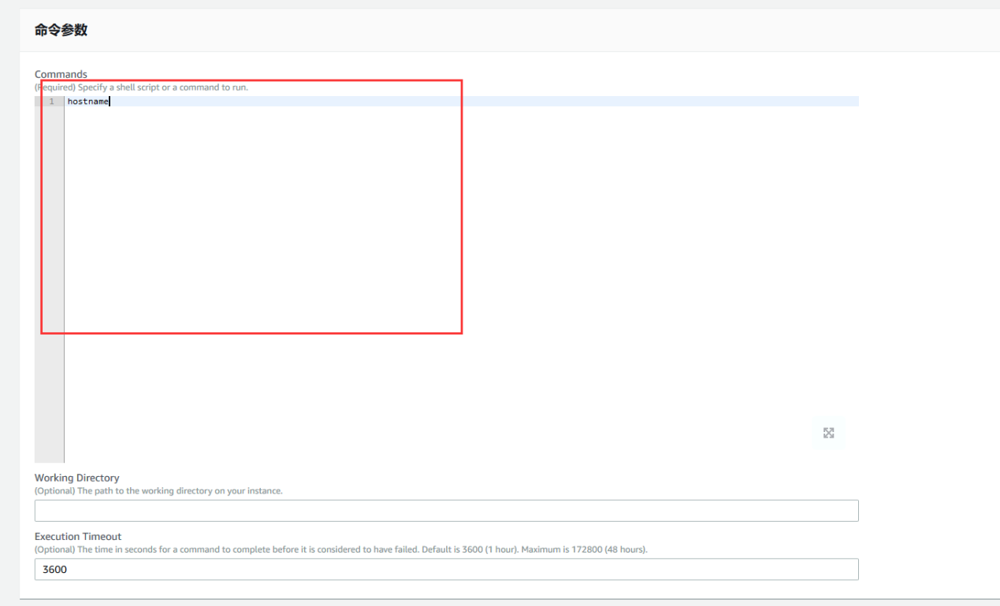 命令参数
Commands
(Required) Specify a shell script or a command to run.
1 hostname
Working Directory
(Optional) The path to the working directory on your instance.
Execution Timeout
(Optional) The time in seconds for a command to complete before it is considered to have failed. Default is 3600 (1 hour). Maximum is 172800 (48 hours).
3600